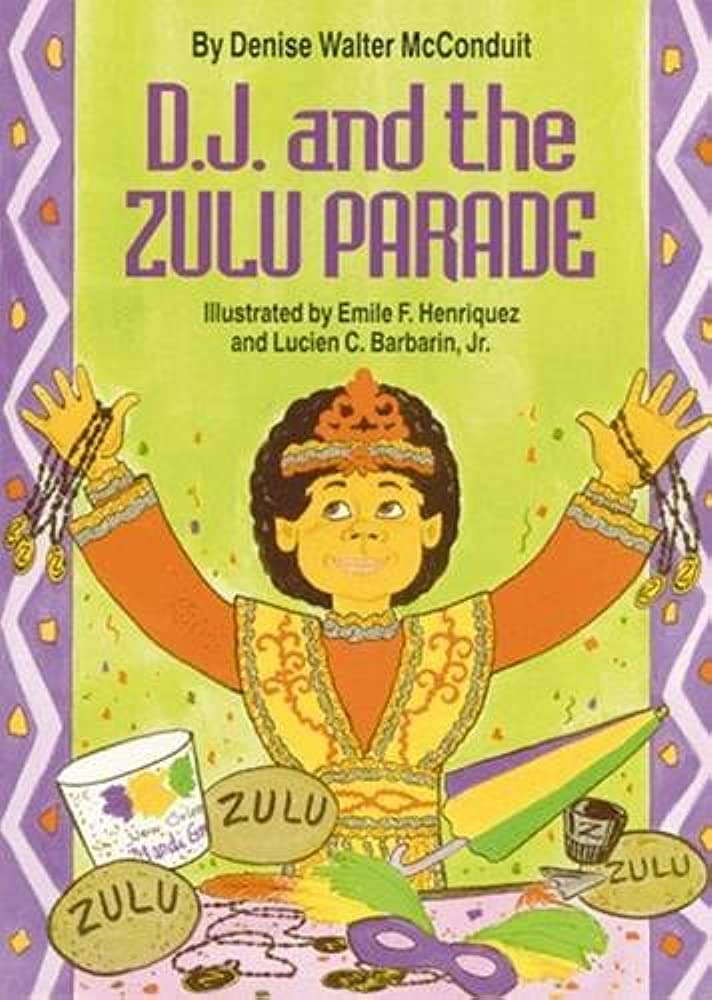 By Denise Walter McConduit
D.J. and the
ZULU PARADE
Illustrated by Emile F. Henriquez
and Lucien C. Barbarin, Jr.
ZULU
Mardi
Z
ZULU
ZULU